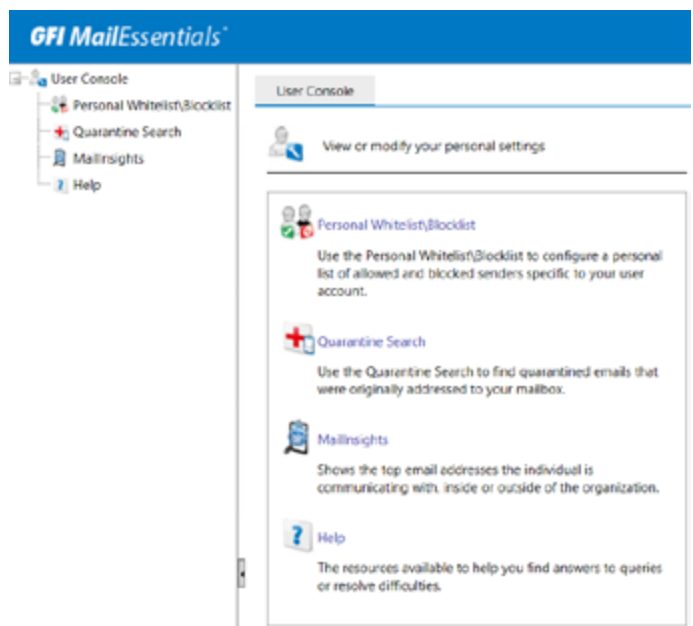 GFI MailEssentials™
User Console
Personal Whitelist\Blocklist
Quarantine Search
MailInsights
Help
User Console
View or modify your personal settings
Personal Whitelist\Blocklist
Use the Personal Whitelist\Blocklist to configure a personal
list of allowed and blocked senders specific to your user
account.
Quarantine Search
Use the Quarantine Search to find quarantined emails that
were originally addressed to your mailbox.
MailInsights
Shows the top email addresses the individual is
communicating with, inside or outside of the organization.
Help
The resources available to help you find answers to queries
or resolve difficulties.